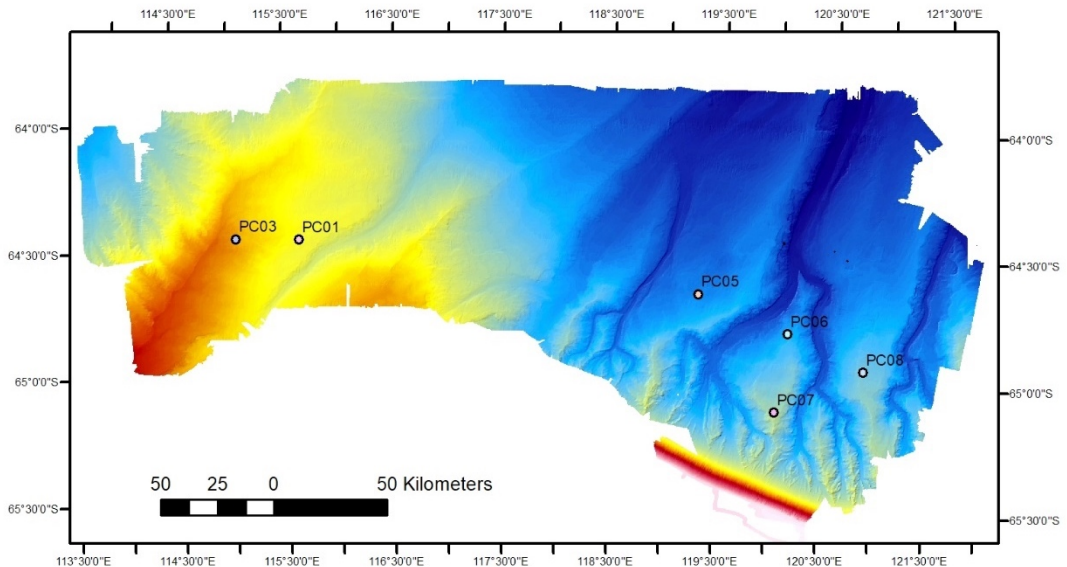 114°30'0"E 115°30'0"E 116°30'0"E 117°30'0"E 118°30'0"E 119°30'0"E 120°30'0"E 121°30'0"E
64°0'0"S 64°0'0"S
PC03 PC01
64°30'0"S 64°30'0"S
PC05
PC06
PC08
65°0'0"S 65°0'0"S
PC07
50 25 0 50 Kilometers
65°30'0"S 65°30'0"S
113°30'0"E 114°30'0"E 115°30'0"E 116°30'0"E 117°30'0"E 118°30'0"E 119°30'0"E 120°30'0"E 121°30'0"E